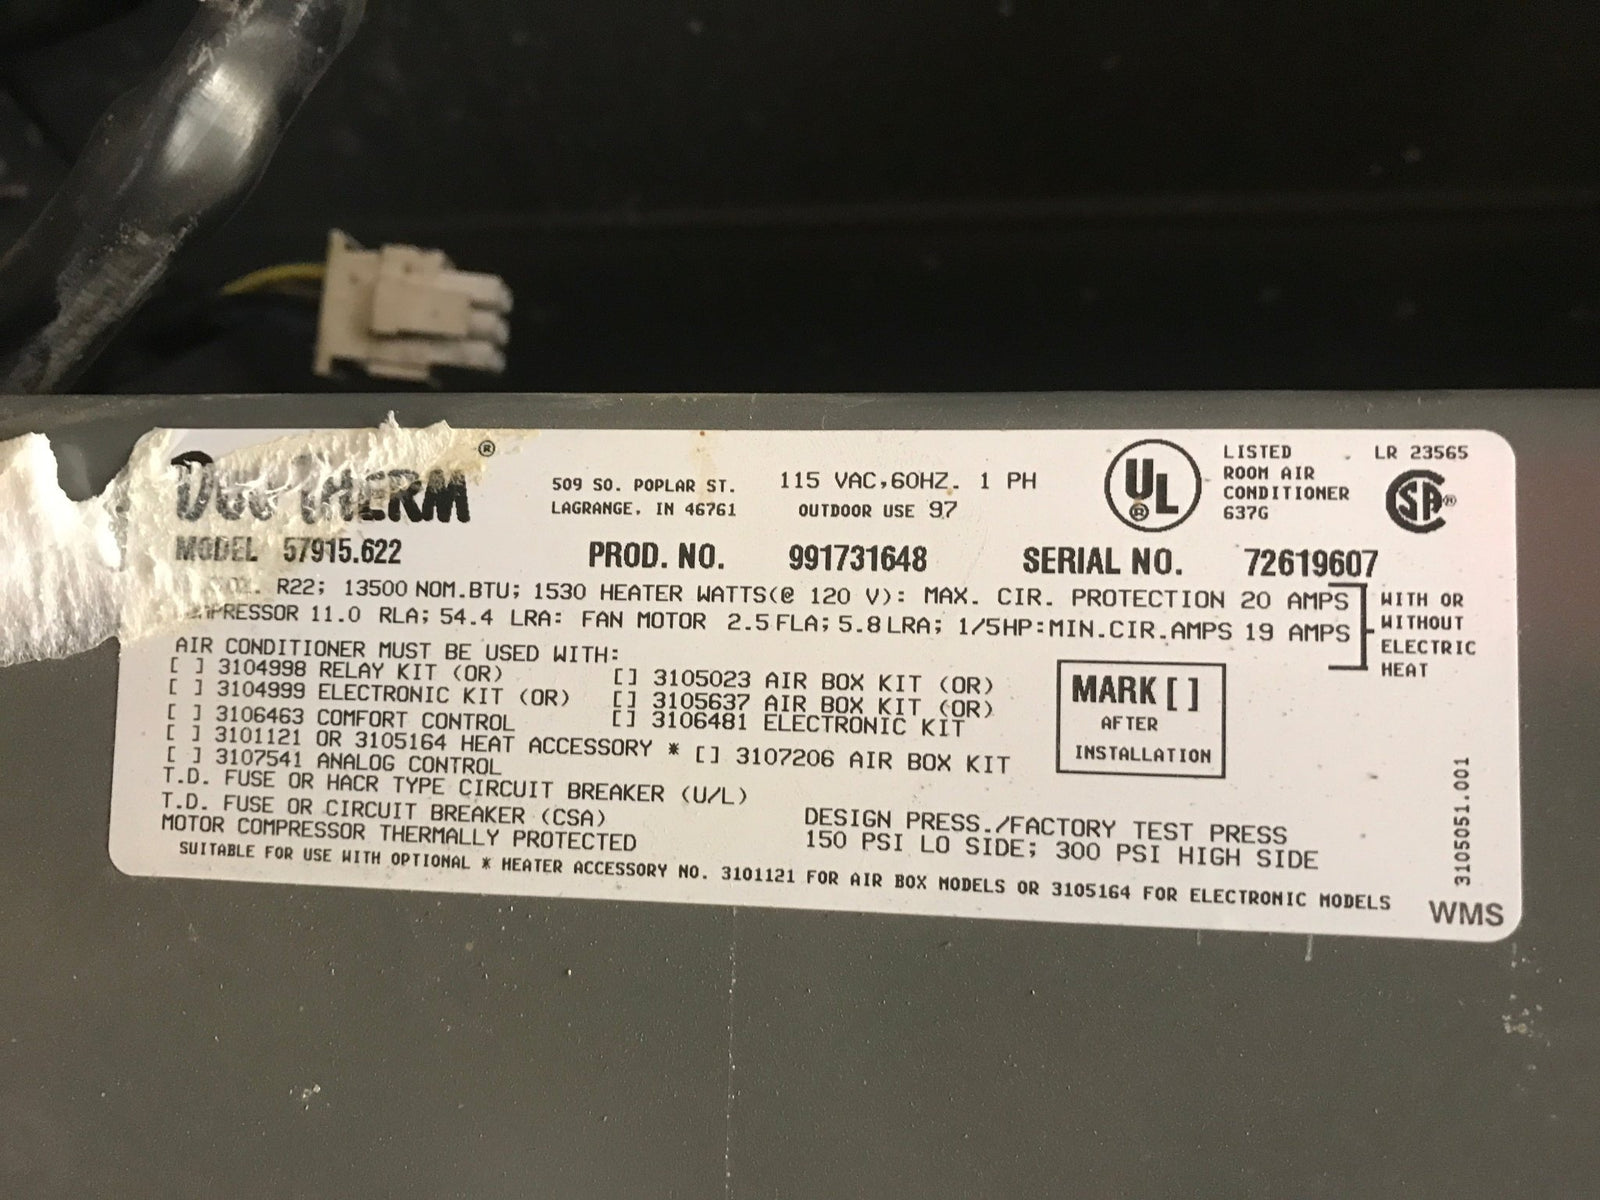 DUO THERM ®
509 SO. POPLAR ST.
LAGRANGE, IN 46761
115 VAC,60HZ. 1 PH
OUTDOOR USE 97
UL ®
LISTED
ROOM AIR
CONDITIONER
637G
LR 23565
SA ®
MODEL 57915.622 PROD. NO. 991731648 SERIAL NO. 72619607
OZ. R22; 13500 NOM.BTU; 1530 HEATER WATTS(@ 120 V): MAX. CIR. PROTECTION 20 AMPS
COMPRESSOR 11.0 RLA; 54.4 LRA: FAN MOTOR 2.5 FLA; 5.8 LRA; 1/5HP:MIN.CIR.AMPS 19 AMPS
WITH OR
WITHOUT
ELECTRIC
HEAT
AIR CONDITIONER MUST BE USED WITH:
[ ] 3104998 RELAY KIT (OR)
[ ] 3104999 ELECTRONIC KIT (OR)
[ ] 3106463 COMFORT CONTROL
[ ] 3101121 OR 3105164 HEAT ACCESSORY *
[ ] 3107541 ANALOG CONTROL
[ ] 3105023 AIR BOX KIT (OR)
[ ] 3105637 AIR BOX KIT (OR)
[ ] 3106481 ELECTRONIC KIT
[ ] 3107206 AIR BOX KIT
MARK [ ]
AFTER
INSTALLATION
T.D. FUSE OR HACR TYPE CIRCUIT BREAKER (U/L)
T.D. FUSE OR CIRCUIT BREAKER (CSA)
MOTOR COMPRESSOR THERMALLY PROTECTED
DESIGN PRESS./FACTORY TEST PRESS
150 PSI LO SIDE; 300 PSI HIGH SIDE
SUITABLE FOR USE WITH OPTIONAL * HEATER ACCESSORY NO. 3101121 FOR AIR BOX MODELS OR 3105164 FOR ELECTRONIC MODELS
3105051.001
WMS